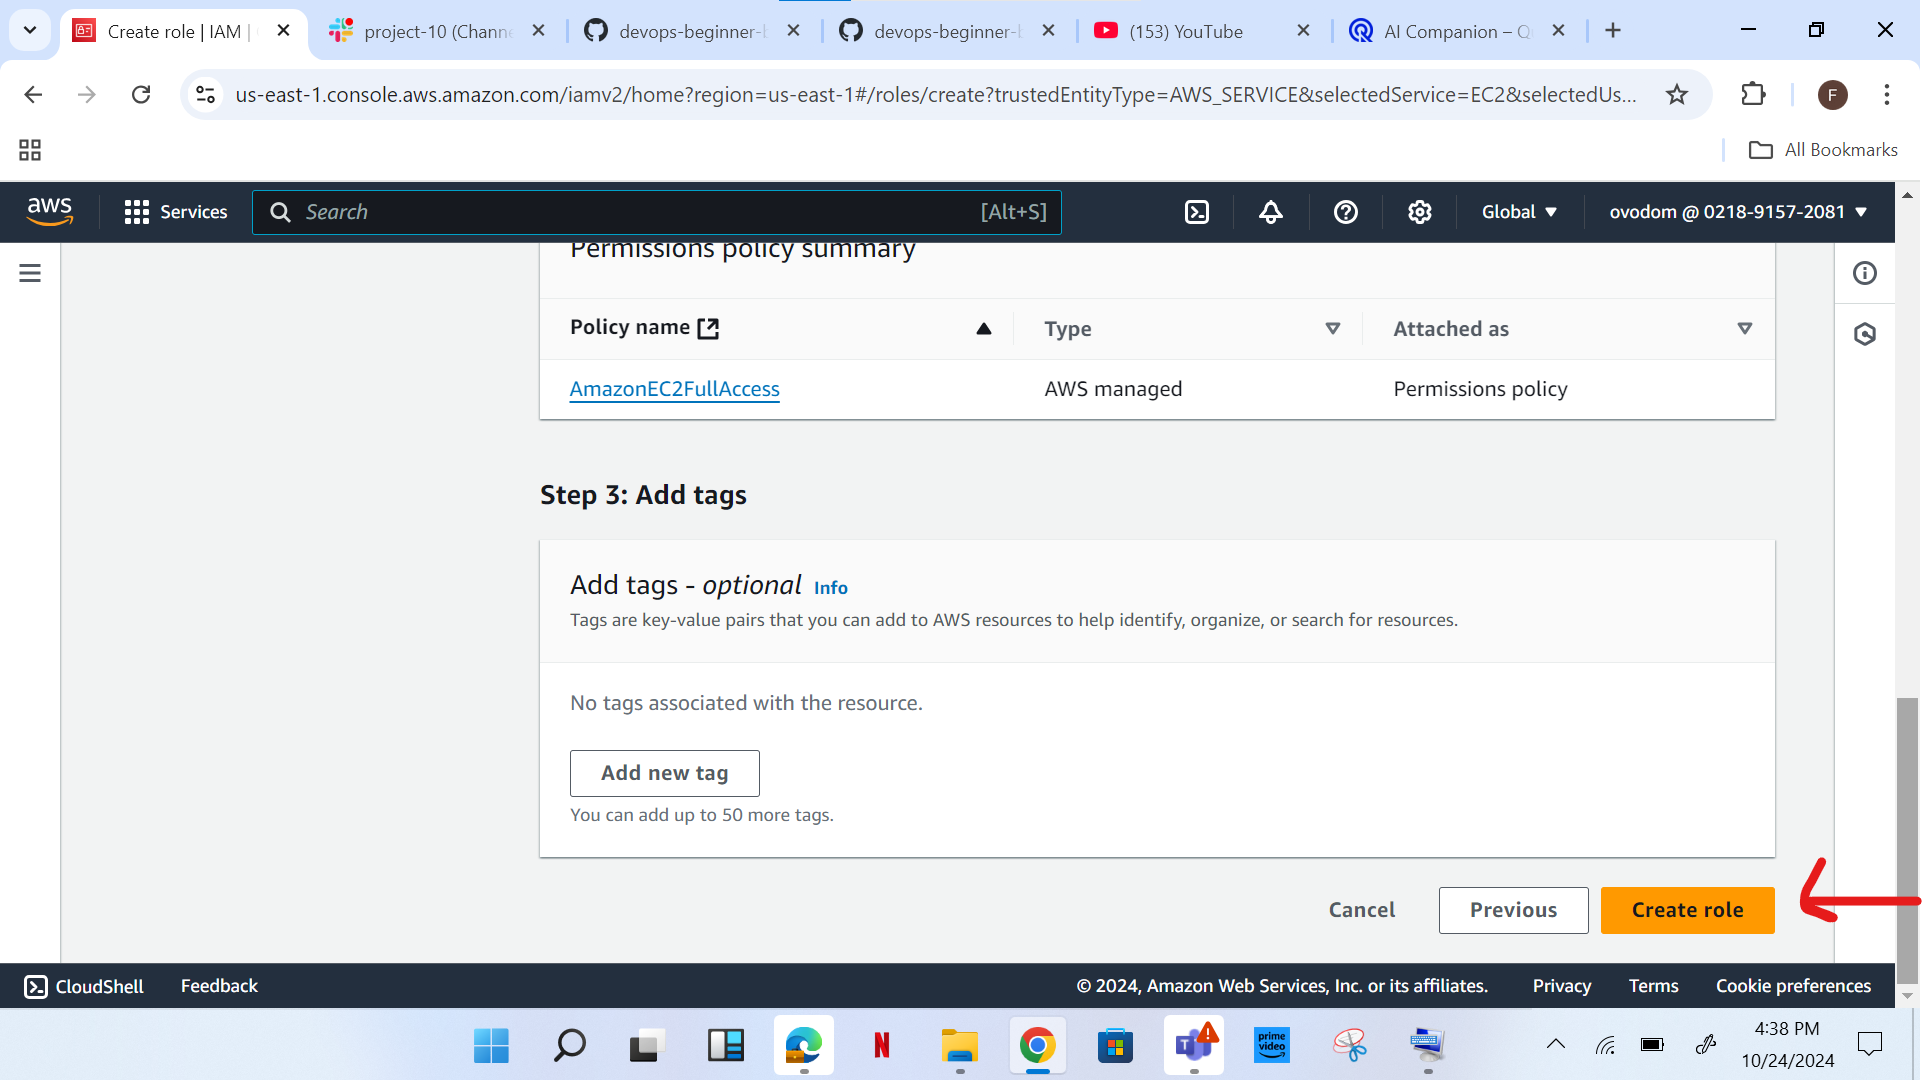 Create role | IAM |
project-10 (Channe
devops-beginner-b
devops-beginner-b
(153) YouTube
AI Companion – Qu
us-east-1.console.aws.amazon.com/iamv2/home?region=us-east-1#/roles/create?trustedEntityType=AWS_SERVICE&selectedService=EC2&selectedUs...
F
All Bookmarks
aws
Services
Search
[Alt+S]
Global
ovodom @ 0218-9157-2081
Permissions policy summary
Policy name
Type
Attached as
AmazonEC2FullAccess
AWS managed
Permissions policy
Step 3: Add tags
Add tags - optional Info
Tags are key-value pairs that you can add to AWS resources to help identify, organize, or search for resources.
No tags associated with the resource.
Add new tag
You can add up to 50 more tags.
Cancel
Previous
Create role
CloudShell
Feedback
© 2024, Amazon Web Services, Inc. or its affiliates.
Privacy
Terms
Cookie preferences
N
prime video
4:38 PM
10/24/2024